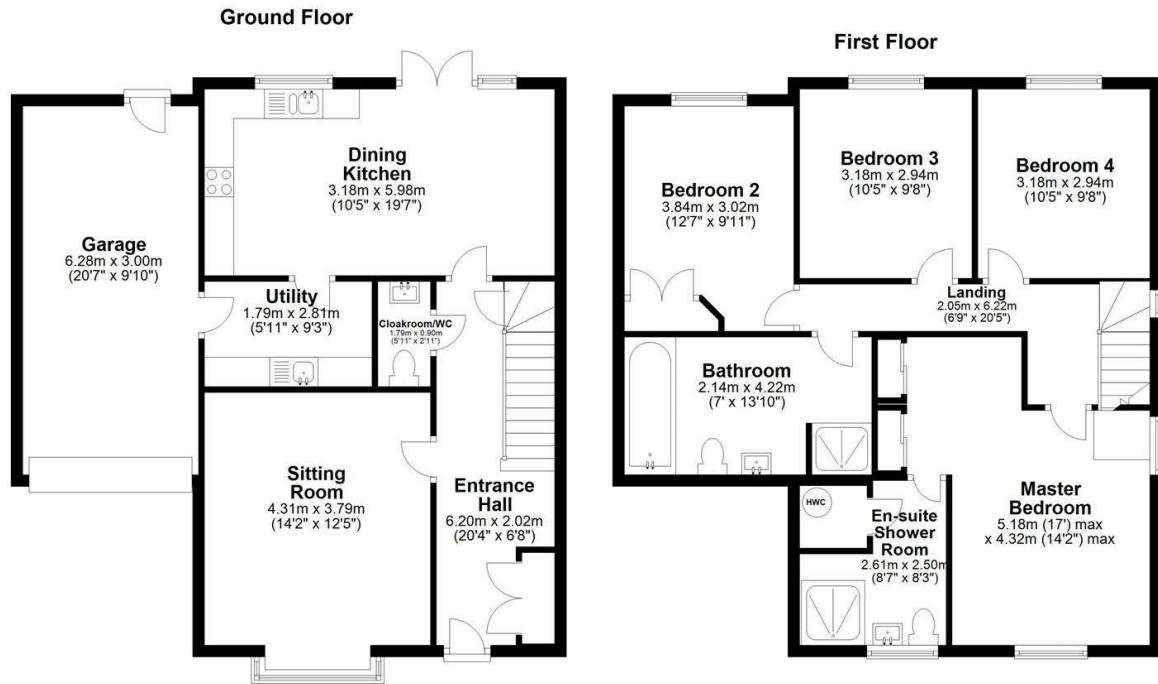 Ground Floor
Dining
Kitchen
3.18m x 5.98m
(10'5" x 19'7")
Garage
6.28m x 3.00m
(20'7" x 9'10")
Utility
1.79m x 2.81m
(5'11" x 9'3")
Cloakroom/WC
1.79m x 0.90m
(5'11" x 2'11")
Sitting
Room
4.31m x 3.79m
(14'2" x 12'5")
Entrance
Hall
6.20m x 2.02m
(20'4" x 6'8")
First Floor
Bedroom 2
3.84m x 3.02m
(12'7" x 9'11")
Bedroom 3
3.18m x 2.94m
(10'5" x 9'8")
Bedroom 4
3.18m x 2.94m
(10'5" x 9'8")
Landing
2.05m x 6.22m
(6'9" x 20'5")
Bathroom
2.14m x 4.22m
(7' x 13'10")
HWC
En-suite
Shower
Room
2.61m x 2.50m
(8'7" x 8'3")
Master
Bedroom
5.18m (17') max
x 4.32m (14'2") max